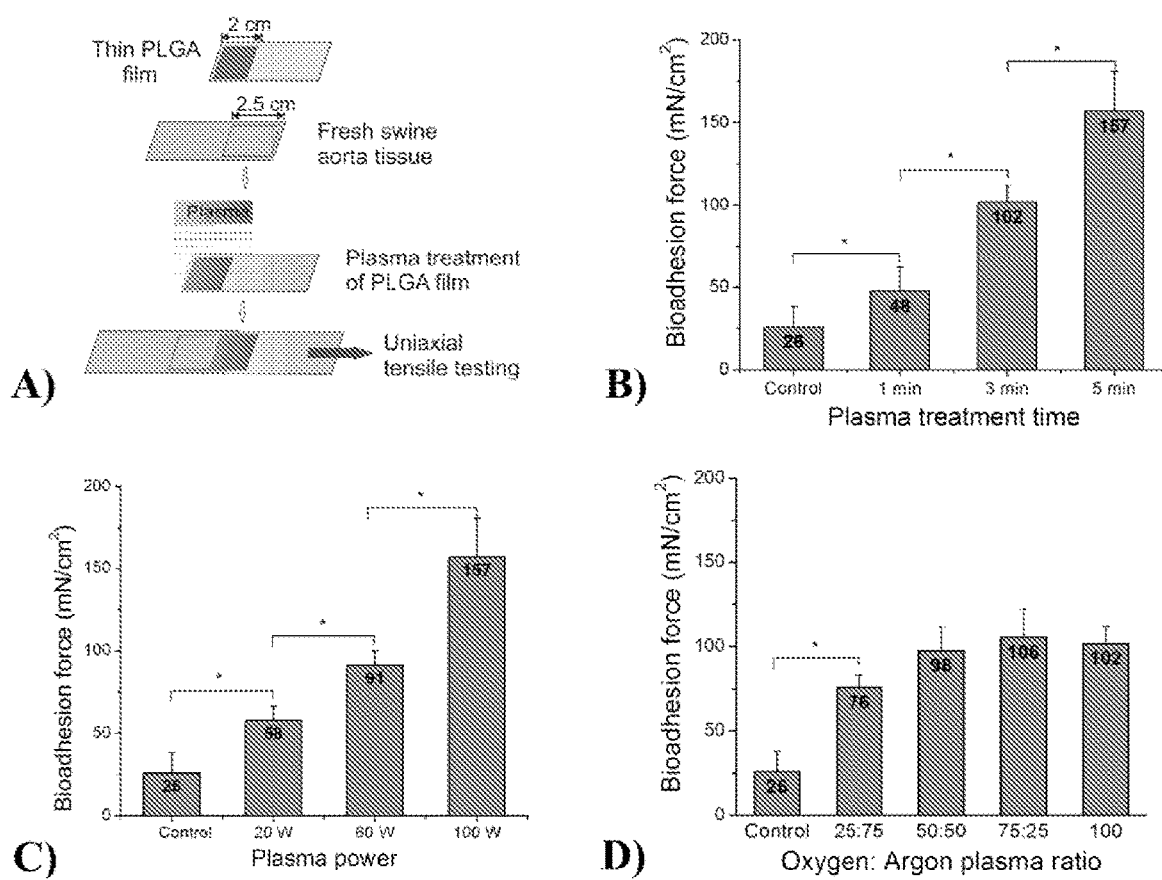 2 cm
Thin PLGA
film
2.5 cm
Fresh swine
aorta tissue
Plasma
Plasma treatment
of PLGA film
Uniaxial
tensile testing
A)
200
150
100
50
0
Bioadhesion force (mN/cm²)
*
*
*
26
48
102
157
Control 1 min 3 min 5 min
Plasma treatment time
B)
200
150
100
50
0
Bioadhesion force (mN/cm²)
*
*
*
26
58
91
157
Control 20 W 60 W 100 W
Plasma power
C)
200
150
100
50
0
Bioadhesion force (mN/cm²)
*
26
76
98
106
102
Control 25:75 50:50 75:25 100
Oxygen: Argon plasma ratio
D)